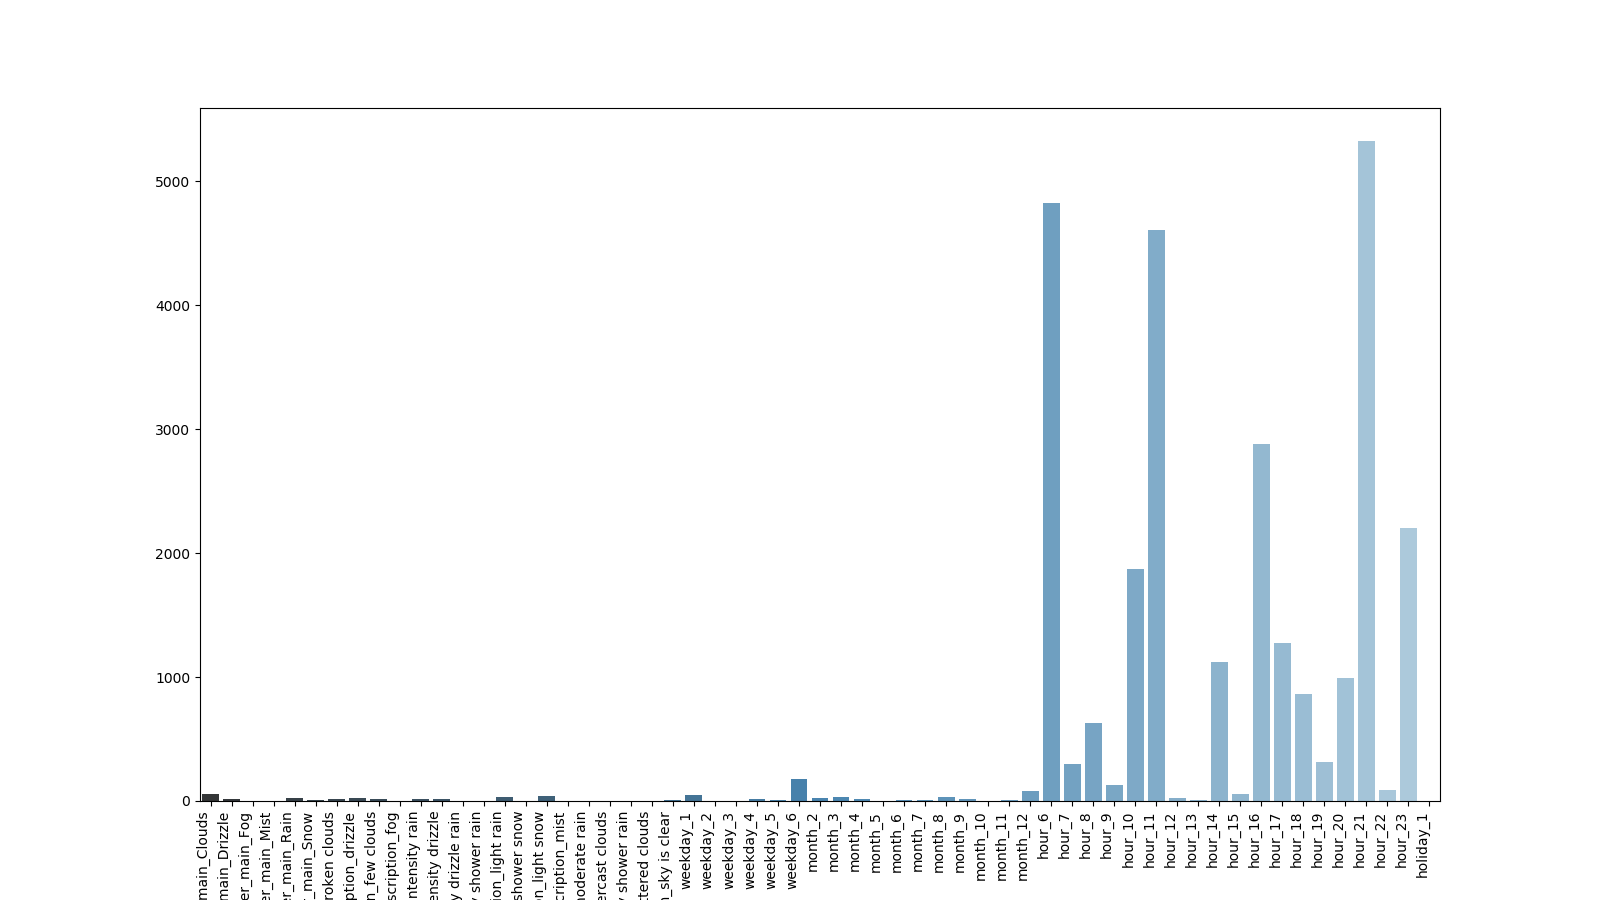 5000
4000
3000
2000
1000
0
main_Clouds
main_Drizzle
er_main_Fog
er_main_Mist
er_main_Rain
r_main_Snow
roken clouds
ption_drizzle
n_few clouds
scription_fog
ntensity rain
ensity drizzle
y drizzle rain
y shower rain
ion_light rain
shower snow
on_light snow
cription_mist
noderate rain
ercast clouds
y shower rain
ttered clouds
n_sky is clear
weekday_1
weekday_2
weekday_3
weekday_4
weekday_5
weekday_6
month_2
month_3
month_4
month_5
month_6
month_7
month_8
month_9
month_10
month_11
month_12
hour_6
hour_7
hour_8
hour_9
hour_10
hour_11
hour_12
hour_13
hour_14
hour_15
hour_16
hour_17
hour_18
hour_19
hour_20
hour_21
hour_22
hour_23
holiday_1